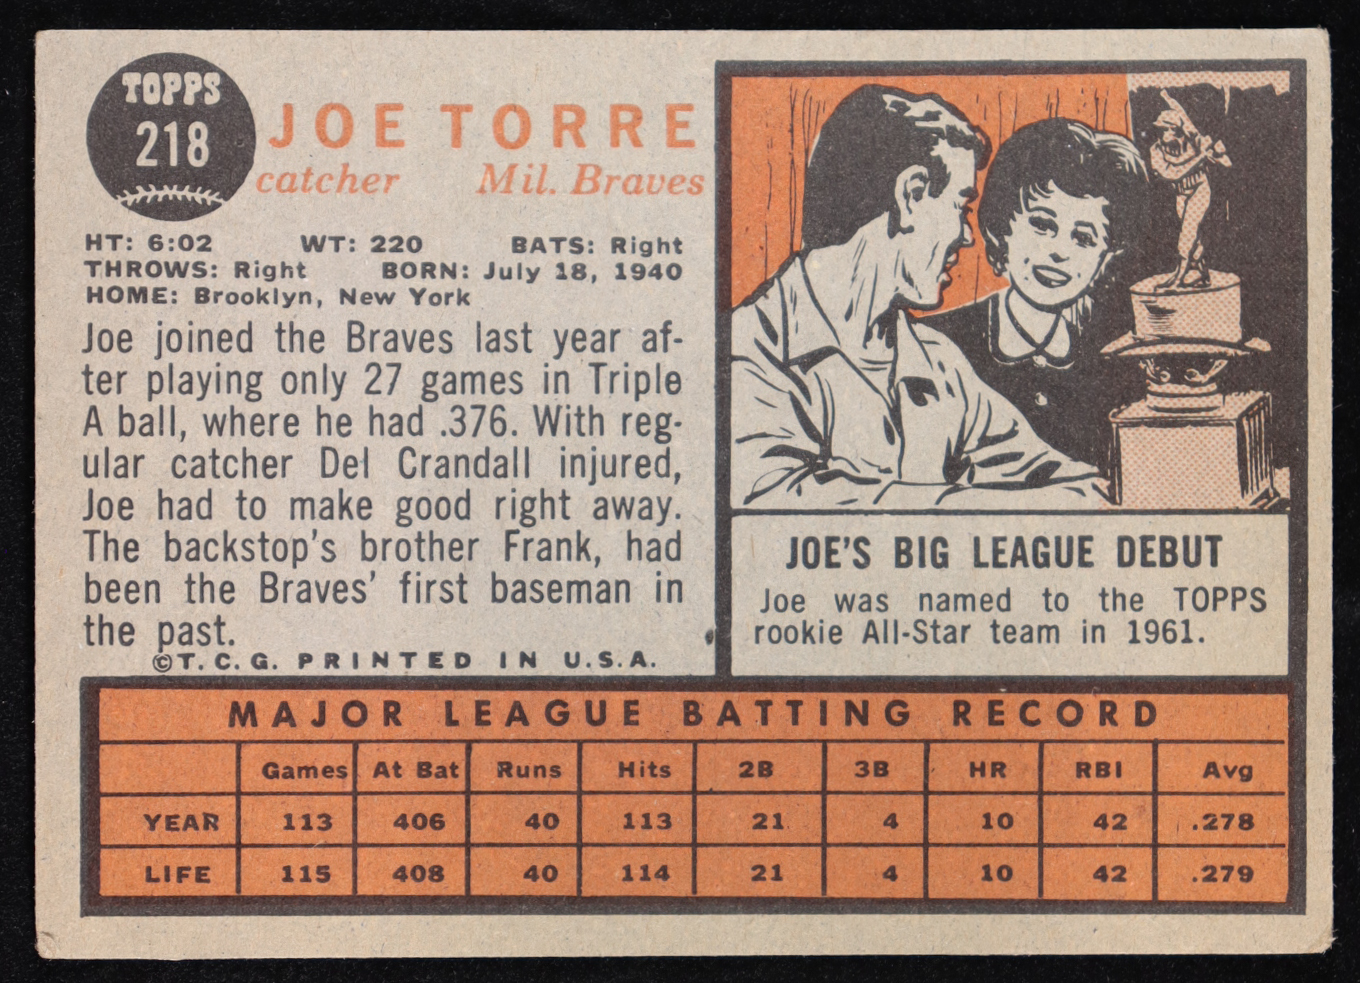 TOPPS
218
JOE TORRE
catcher Mil. Braves
HT: 6:02 WT: 220 BATS: Right
THROWS: Right BORN: July 18, 1940
HOME: Brooklyn, New York
Joe joined the Braves last year af-
ter playing only 27 games in Triple
A ball, where he had .376. With reg-
ular catcher Del Crandall injured,
Joe had to make good right away.
The backstop's brother Frank, had
been the Braves' first baseman in
the past.
©T.C.G. PRINTED IN U.S.A.
JOE'S BIG LEAGUE DEBUT
Joe was named to the TOPPS
rookie All-Star team in 1961.
MAJOR LEAGUE BATTING RECORD
Games At Bat Runs Hits 2B 3B HR RBI Avg
YEAR 113 406 40 113 21 4 10 42 .278
LIFE 115 408 40 114 21 4 10 42 .279